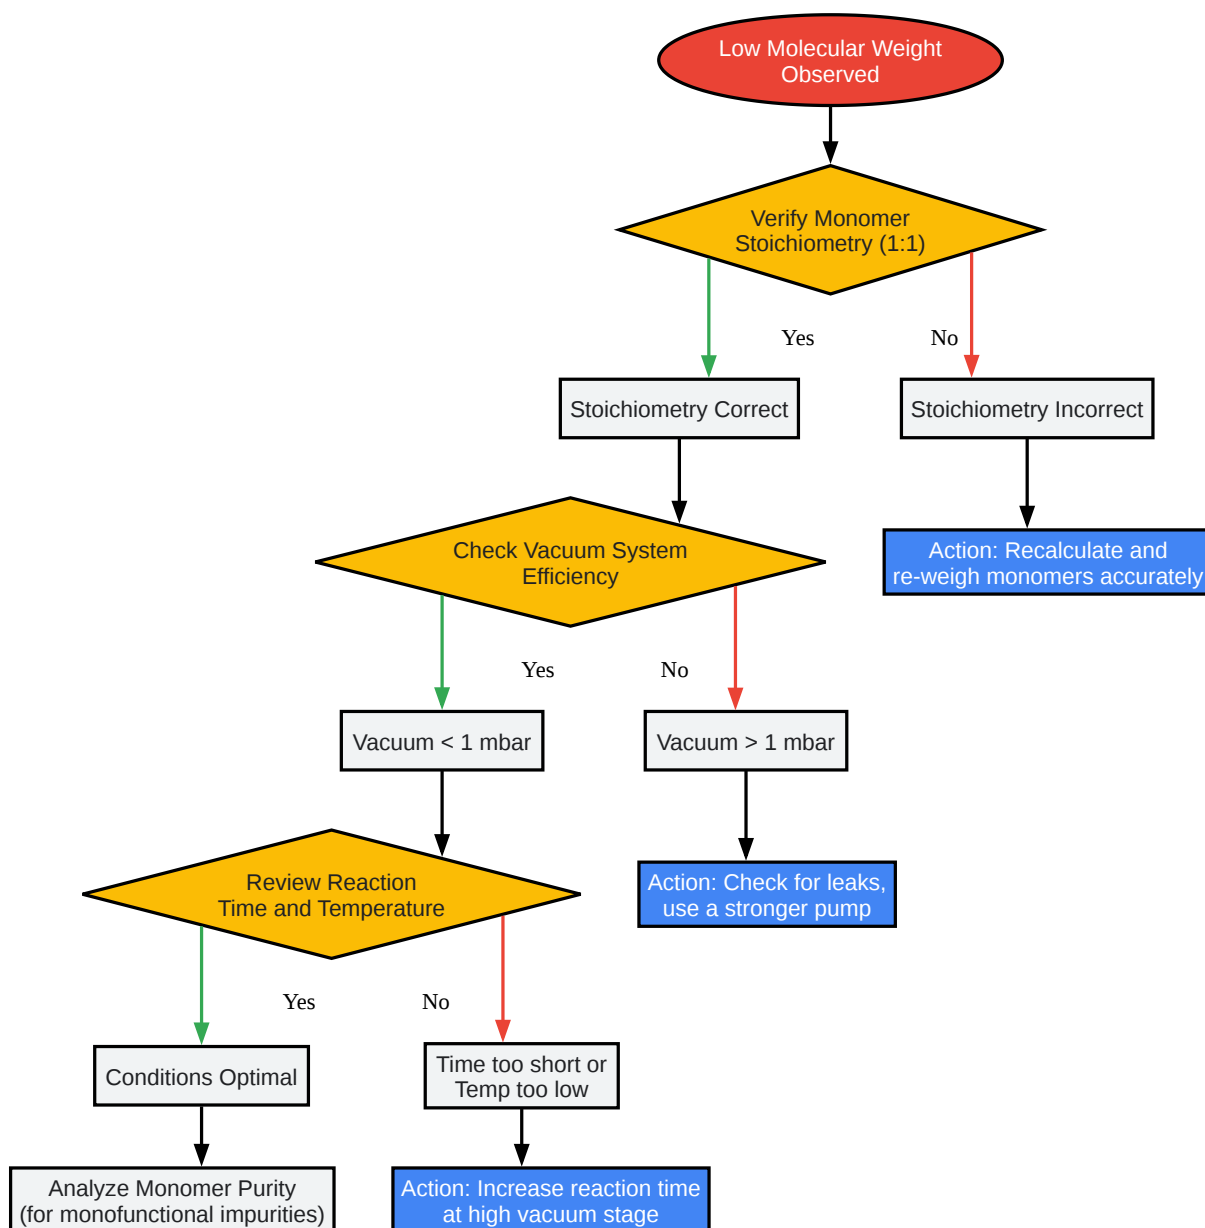 Low Molecular Weight
Observed
Verify Monomer
Stoichiometry (1:1)
Yes
No
Stoichiometry Correct
Stoichiometry Incorrect
Check Vacuum System
Efficiency
Action: Recalculate and
re-weigh monomers accurately
Yes
No
Vacuum < 1 mbar
Vacuum > 1 mbar
Review Reaction
Time and Temperature
Action: Check for leaks,
use a stronger pump
Yes
No
Conditions Optimal
Time too short or
Temp too low
Analyze Monomer Purity
(for monofunctional impurities)
Action: Increase reaction time
at high vacuum stage